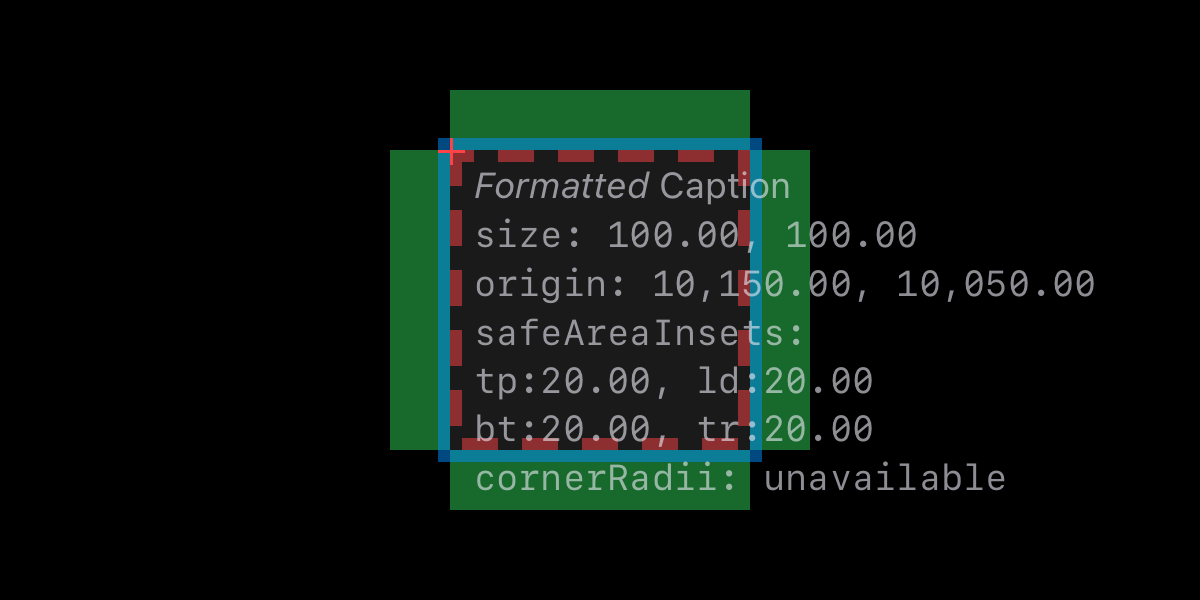 Formatted Caption
size: 100.00, 100.00
origin: 10,150.00, 10,050.00
safeAreaInsets:
tp:20.00, ld:20.00
bt:20.00, tr:20.00
cornerRadii: unavailable